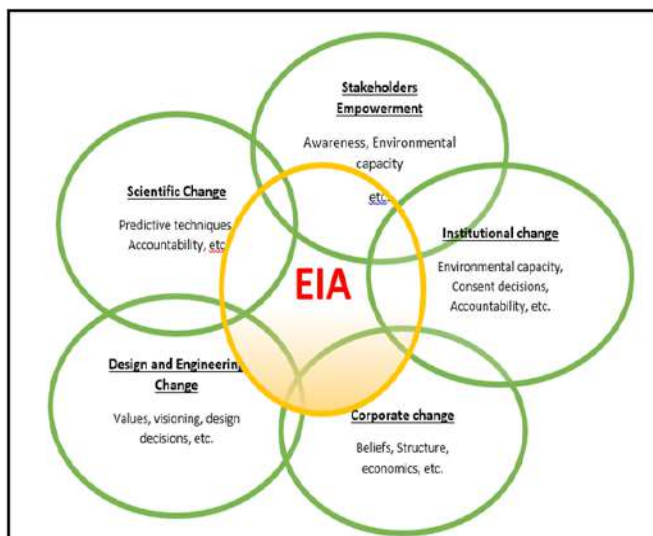 Stakeholders
Empowerment
Awareness, Environmental
capacity
etc.
Scientific Change
Predictive techniques
Accountability, etc
EIA
Institutional change
Environmental capacity,
Consent decisions,
Accountability, etc.
Design and Engineering
Change
Values, visioning, design
decisions, etc.
Corporate change
Beliefs, Structure,
economics, etc.